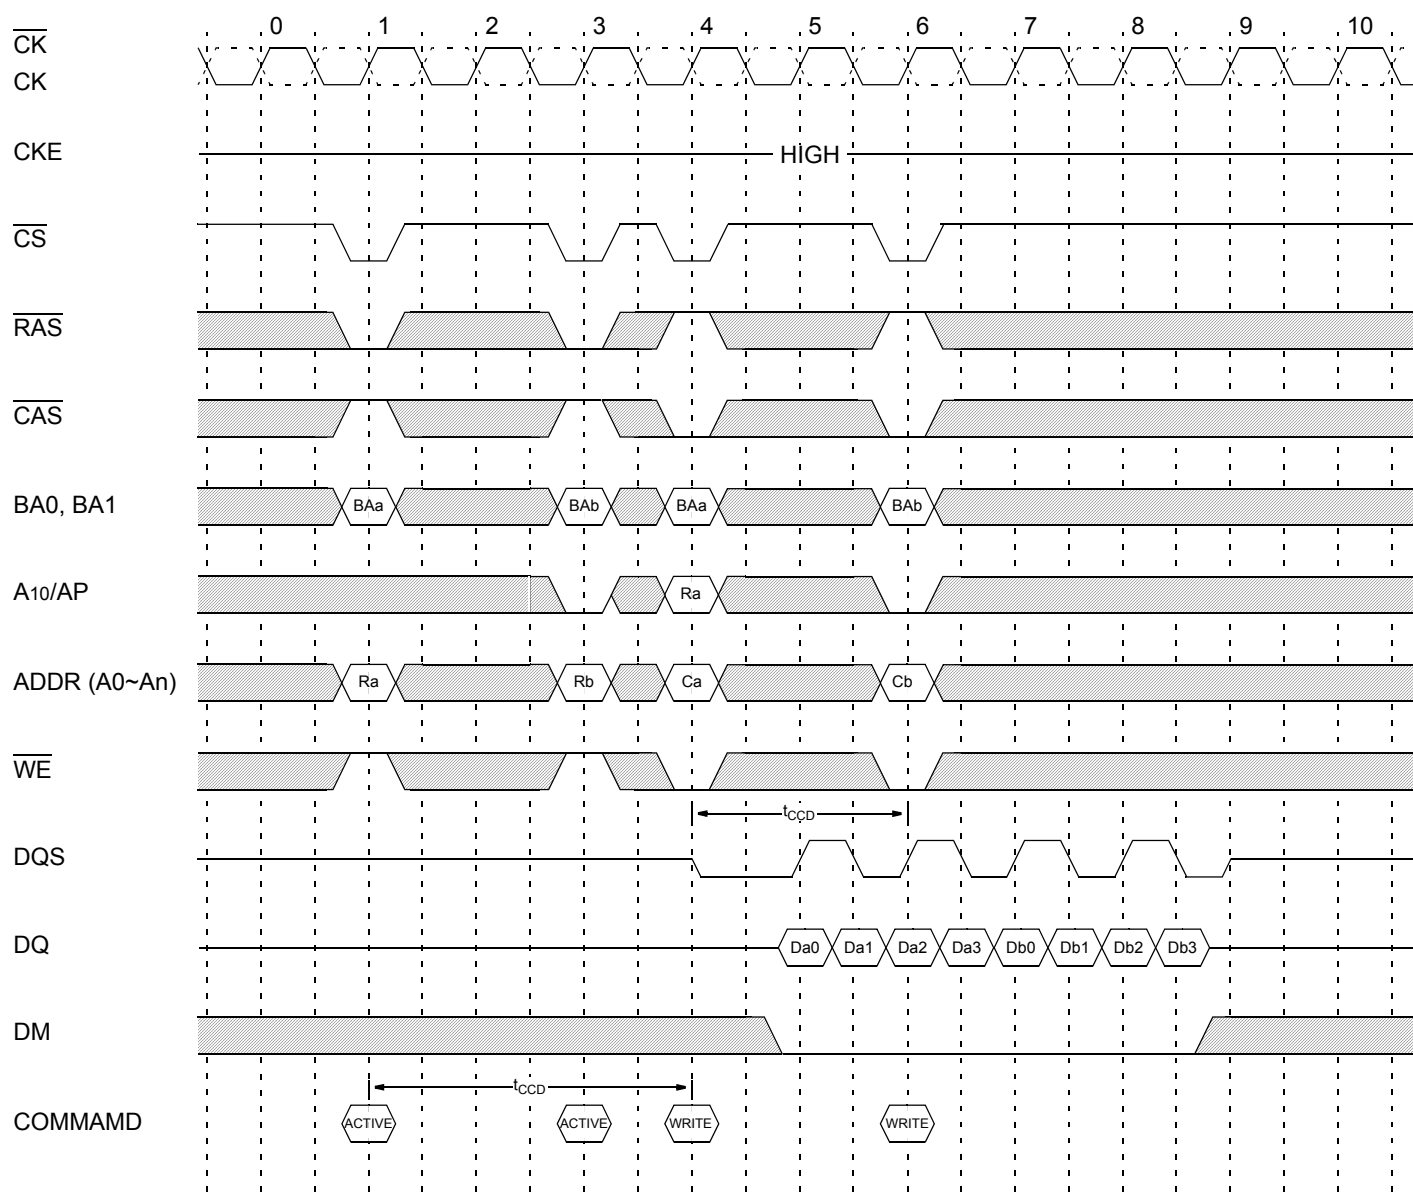 0 1 2 3 4 5 6 7 8 9 10
CK
CK
CKE HIGH
CS
RAS
CAS
BA0, BA1 BAa BAb BAa BAb
A10/AP Ra
ADDR (A0~An) Ra Rb Ca Cb
WE
tCCD
DQS
DQ Da0 Da1 Da2 Da3 Db0 Db1 Db2 Db3
DM
tCCD
COMMAMD ACTIVE ACTIVE WRITE WRITE